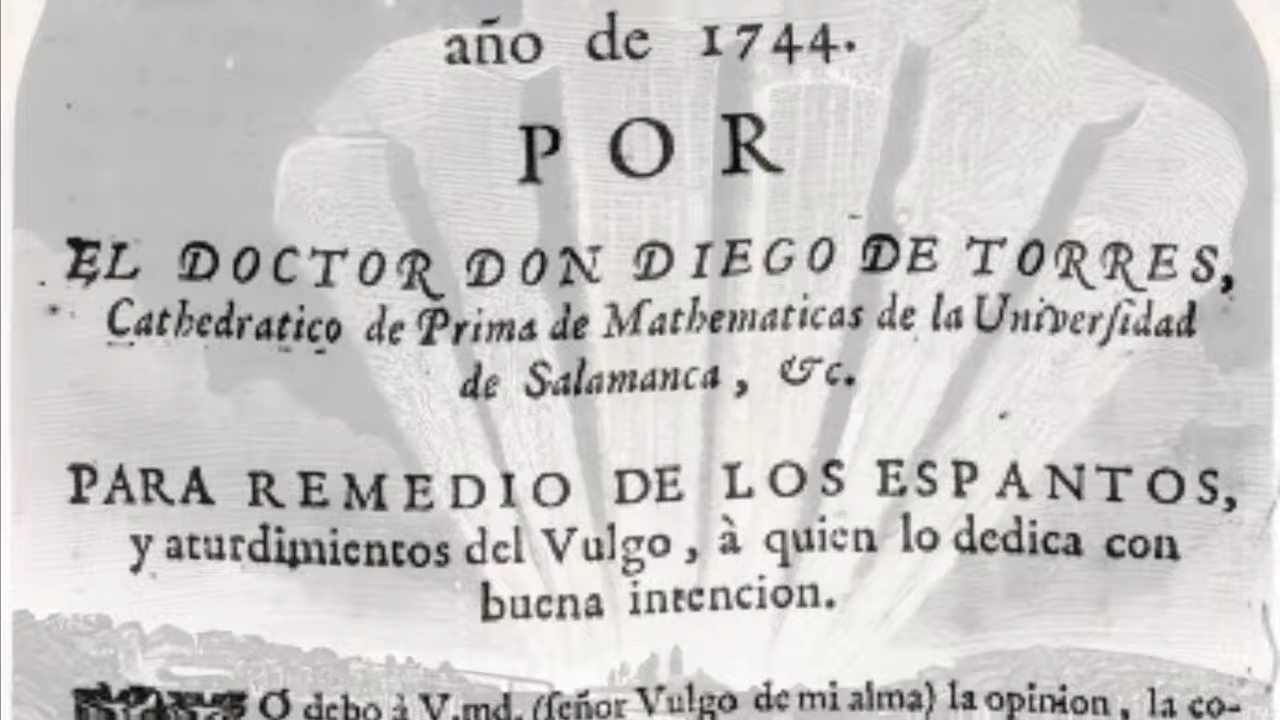 año de 1744.
POR
EL DOCTOR DON DIEGO DE TORRES,
Cathedratico de Prima de Mathematicas de la Univerſidad
de Salamanca, &c.
PARA REMEDIO DE LOS ESPANTOS,
y aturdimientos del Vulgo, à quien lo dedica con
buena intencion.
O debo à V.md. (ſeñor Vulgo de mi alma) la opinion, la co-